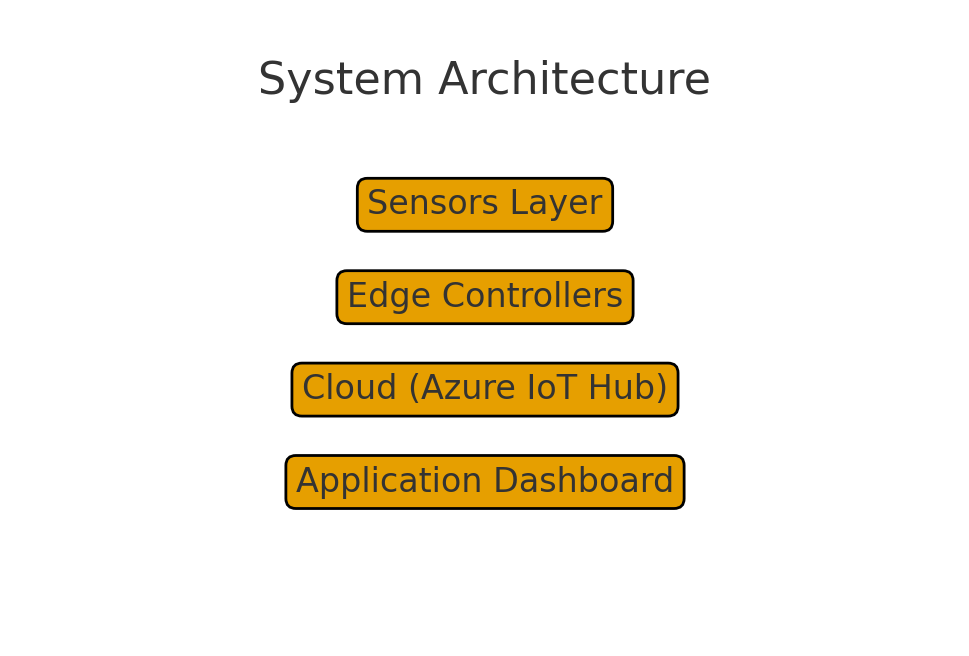 System Architecture
Sensors Layer
Edge Controllers
Cloud (Azure IoT Hub)
Application Dashboard